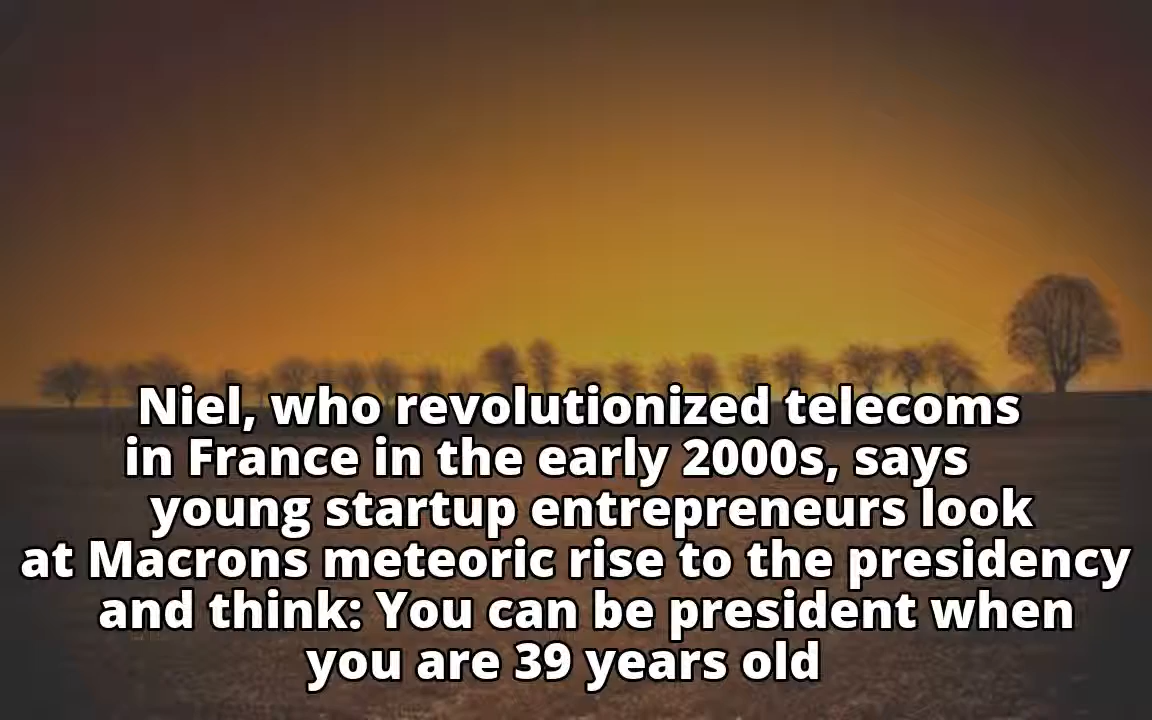 Niel, who revolutionized telecoms
in France in the early 2000s, says
young startup entrepreneurs look
at Macrons meteoric rise to the presidency
and think: You can be president when
you are 39 years old